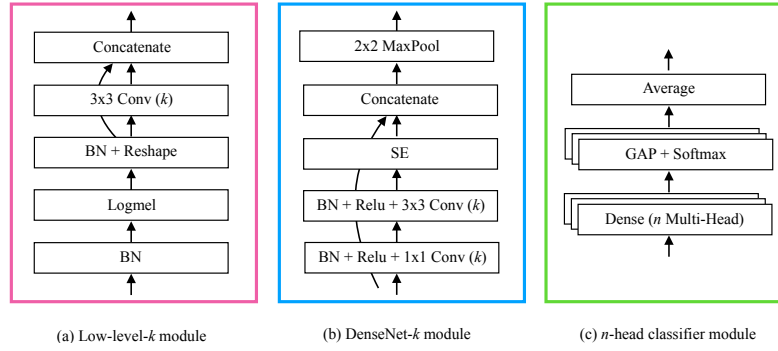 Concatenate
3x3 Conv (k)
BN + Reshape
Logmel
BN
(a) Low-level-k module
2x2 MaxPool
Concatenate
SE
BN + Relu + 3x3 Conv (k)
BN + Relu + 1x1 Conv (k)
(b) DenseNet-k module
Average
GAP + Softmax
Dense (n Multi-Head)
(c) n-head classifier module